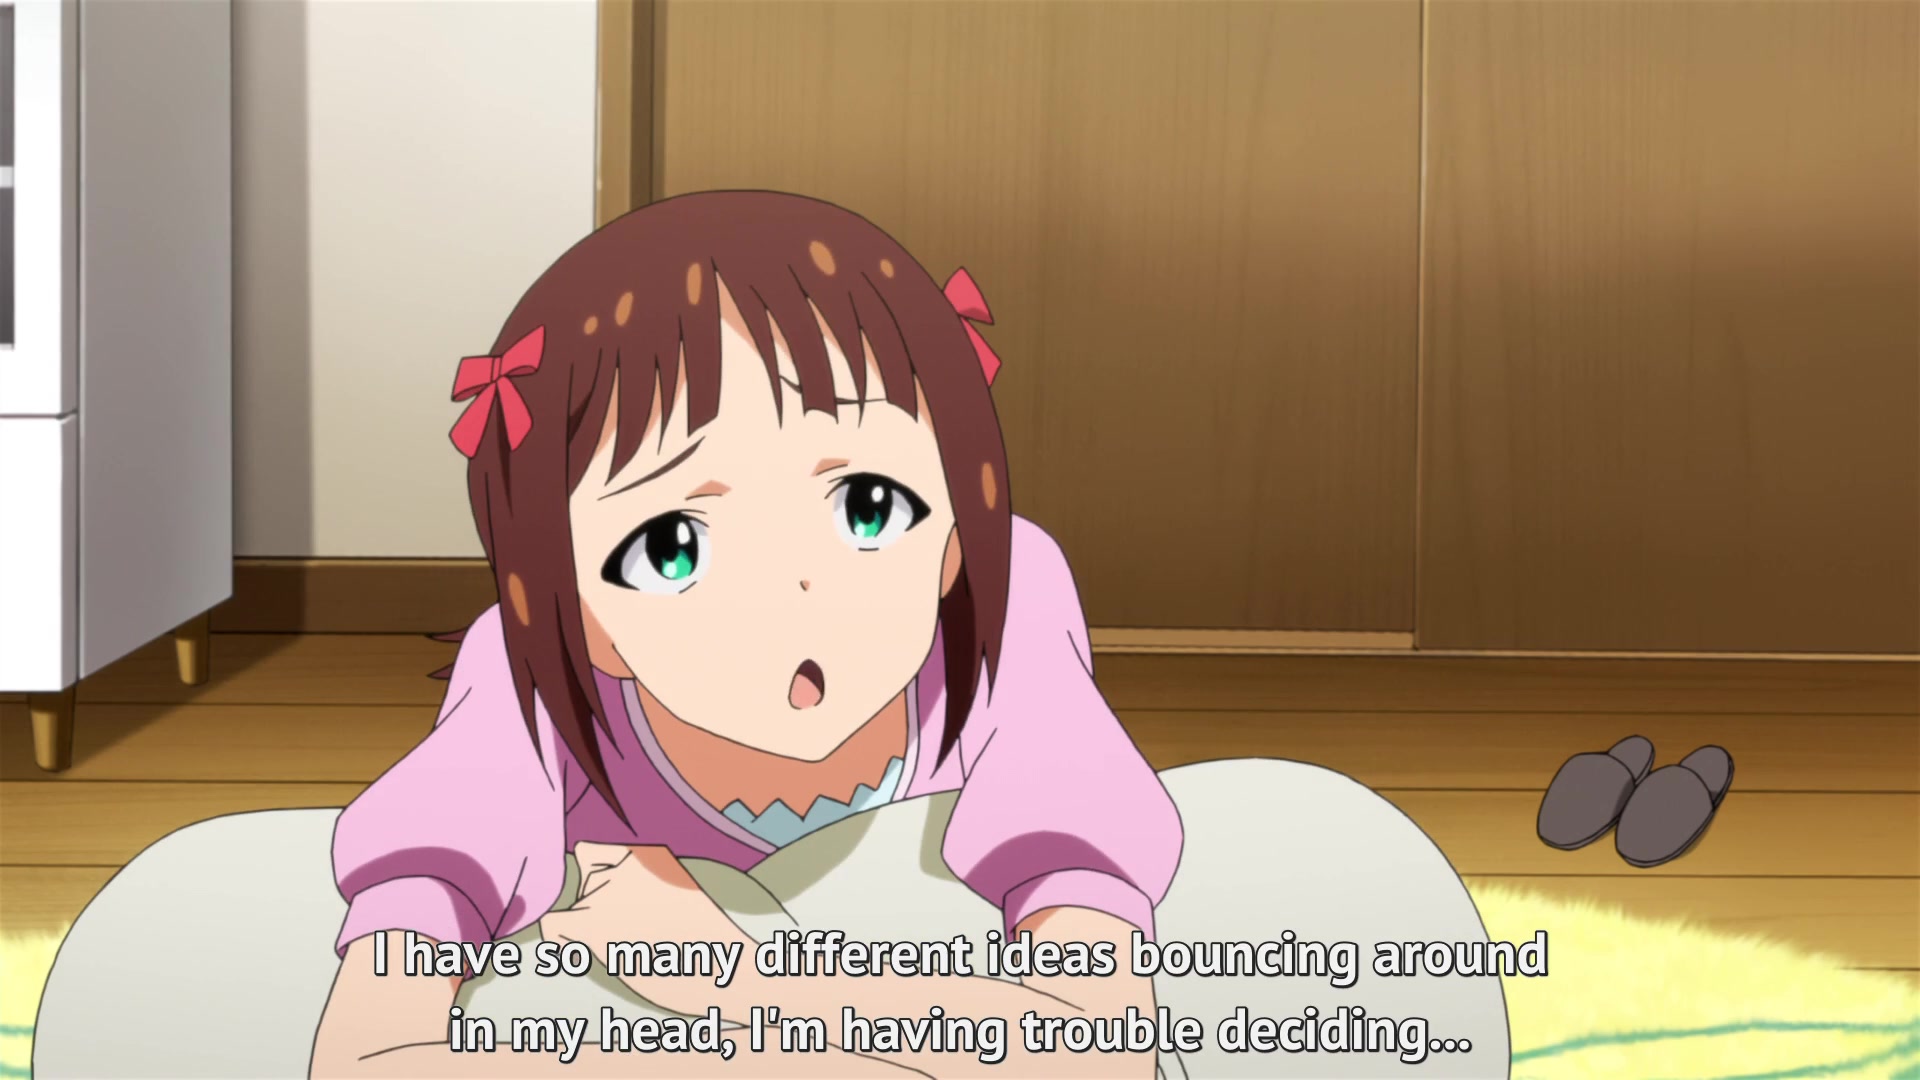 I have so many different ideas bouncing around
in my head, I'm having trouble deciding...